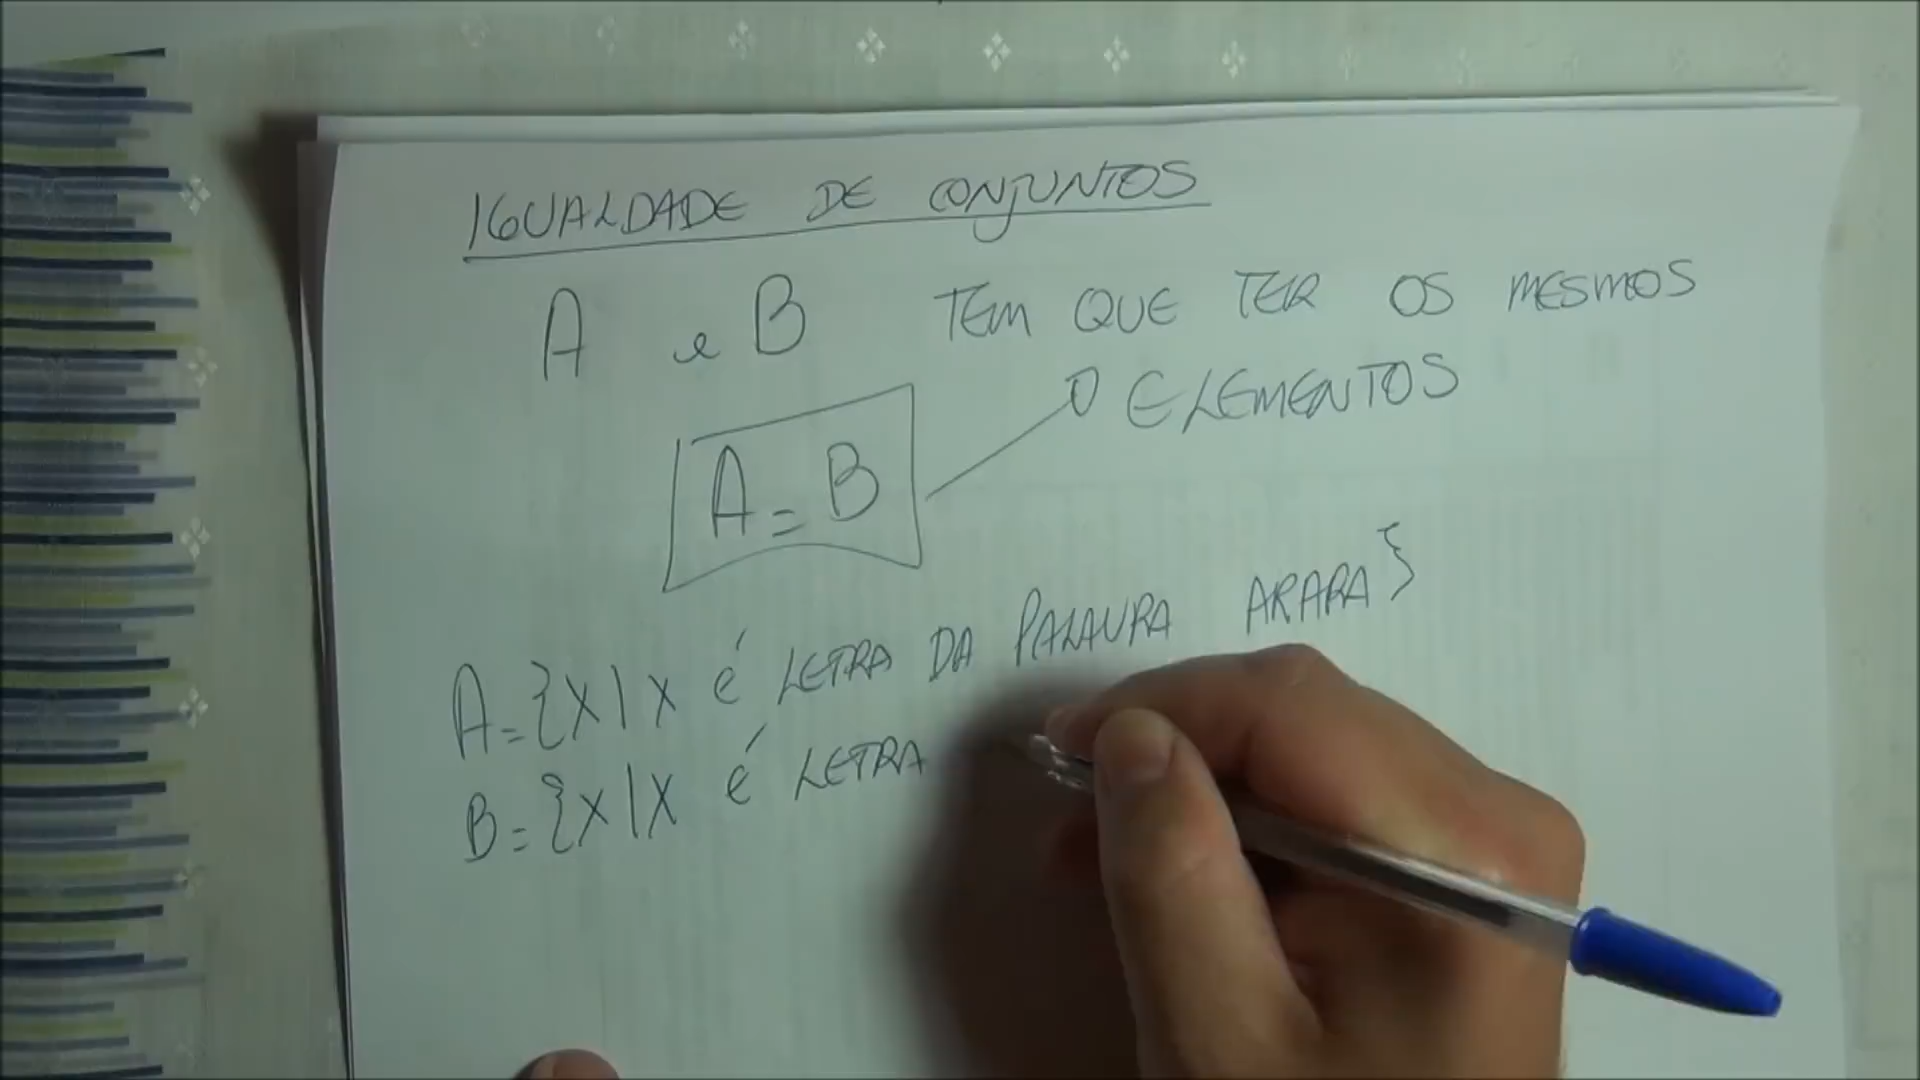 IGUALDADE DE CONJUNTOS
A e B TEM QUE TER OS MESMOS
ELEMENTOS
A = B
A = {X | X é LETRA DA PALAVRA ARARA}
B = {X | X é LETRA